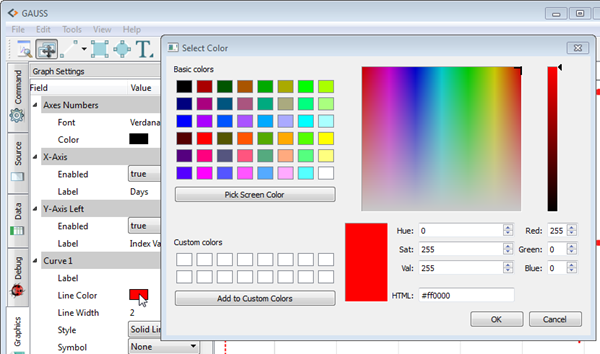 GAUSS
File Edit Tools View Help
Select Color
Graph Settings
Field Value
Axes Numbers
Font Verdana
Color
X-Axis
Enabled true
Label Days
Y-Axis Left
Enabled true
Label Index Va
Curve 1
Label
Line Color
Line Width 2
Style Solid Lin
Symbol None
Command
Source
Data
Debug
Graphics
Basic colors
Pick Screen Color
Custom colors
Add to Custom Colors
Hue: 0
Sat: 255
Val: 255
Red: 255
Green: 0
Blue: 0
HTML: #ff0000
OK Cancel